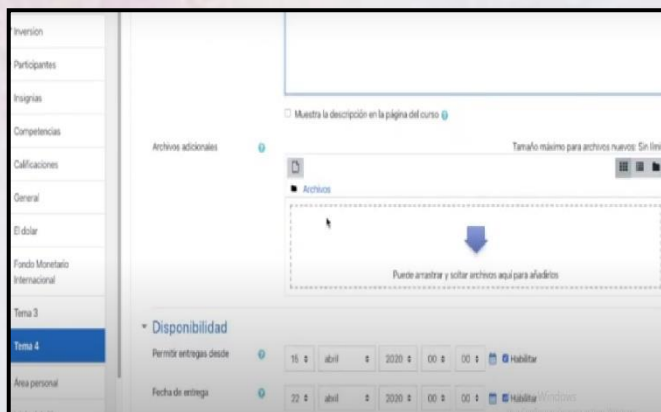 Inversion
Participantes
Insignias
Competencias
Calificaciones
General
El dolar
Fondo Monetario
Internacional
Tema 3
Tema 4
Área personal
Muestra la descripción en la página del curso
Archivos adicionales
Tamaño máximo para archivos nuevos: Sin lími
Archivos
Puede arrastrar y soltar archivos aquí para añadirlos
Disponibilidad
Permitir entregas desde 15 abril 2020 00 00 Habilitar
Fecha de entrega 22 abril 2020 00 00 Habilitar
Windows